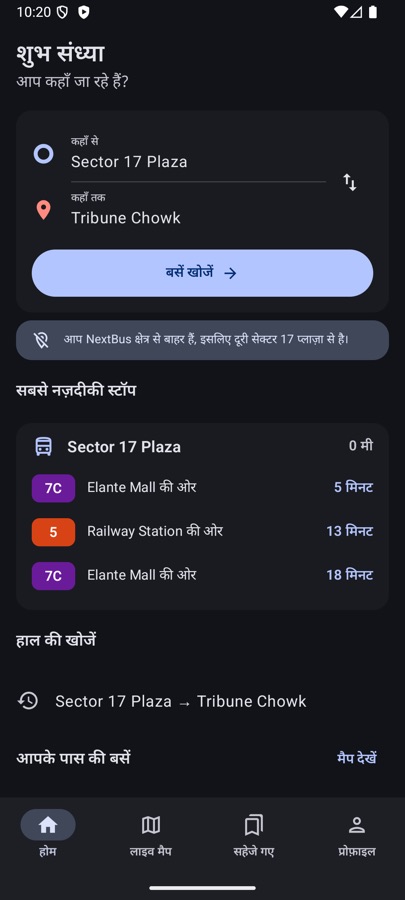 10:20
शुभ संध्या
आप कहाँ जा रहे हैं?
कहाँ से
Sector 17 Plaza
कहाँ तक
Tribune Chowk
बसें खोजें →
आप NextBus क्षेत्र से बाहर हैं, इसलिए दूरी सेक्टर 17 प्लाज़ा से है।
सबसे नज़दीकी स्टॉप
Sector 17 Plaza 0 मी
7C Elante Mall की ओर 5 मिनट
5 Railway Station की ओर 13 मिनट
7C Elante Mall की ओर 18 मिनट
हाल की खोजें
Sector 17 Plaza → Tribune Chowk
आपके पास की बसें मैप देखें
होम लाइव मैप सहेजे गए प्रोफ़ाइल